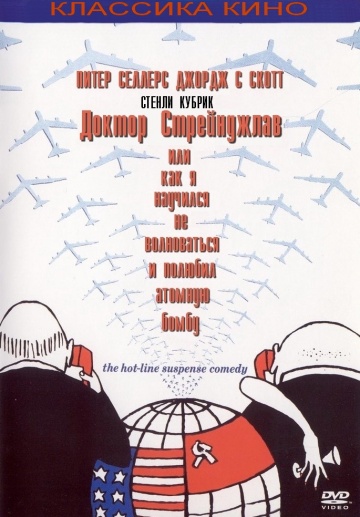 КЛАССИКА КИНО
ПИТЕР СЕЛЛЕРС ДЖОРДЖ С СКОТТ
СТЕНЛИ КУБРИК
Доктор Стрейнджлав
или
как я
научился
не
волноваться
и полюбил
атомную
бомбу
the hot-line suspense comedy
DVD
VIDEO